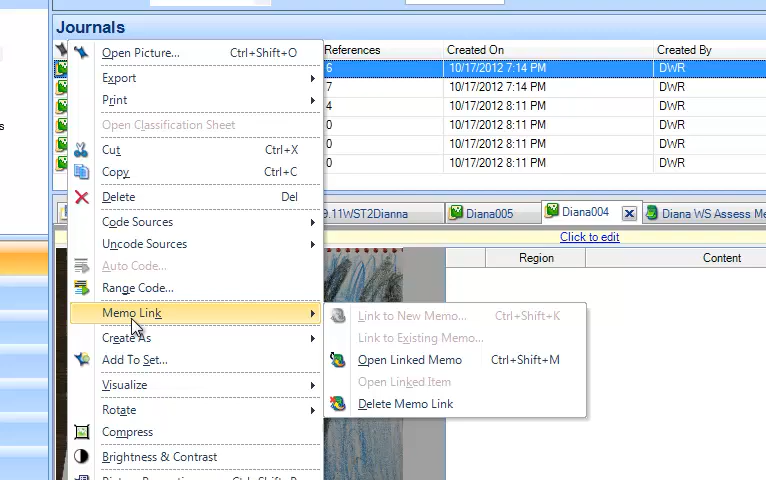 Journals
References Created On Created By
6 10/17/2012 7:14 PM DWR
7 10/17/2012 7:14 PM DWR
4 10/17/2012 8:11 PM DWR
0 10/17/2012 8:11 PM DWR
0 10/17/2012 8:11 PM DWR
0 10/17/2012 8:11 PM DWR
Open Picture... Ctrl+Shift+O
Export
Print
Open Classification Sheet
Cut Ctrl+X
Copy Ctrl+C
Delete Del
Code Sources
Uncode Sources
Auto Code...
Range Code...
Memo Link
Create As
Add To Set...
Visualize
Rotate
Compress
Brightness & Contrast
Link to New Memo... Ctrl+Shift+K
Link to Existing Memo...
Open Linked Memo Ctrl+Shift+M
Open Linked Item
Delete Memo Link
9.11WST2Dianna Diana005 Diana004 Diana WS Assess Me
Click to edit
Region Content
s